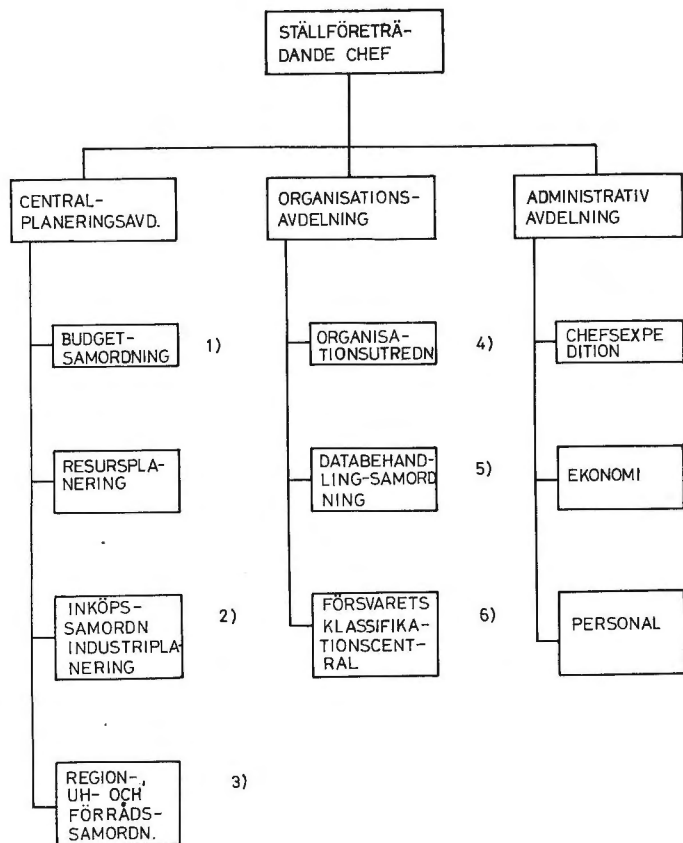 STÄLLFÖRETRÄ-
DANDE CHEF
CENTRAL-
PLANERINGSAVD.
BUDGET-
SAMORDNING
1)
RESURSPLA-
NERING
INKÖPS-
SAMORDN
INDUSTRIPLA-
NERING
2)
REGION-,
UH- OCH
FÖRRÅDS-
SAMORDN.
3)
ORGANISATIONS-
AVDELNING
ORGANISA-
TIONSUTREDN
4)
DATABEHAND-
LING-SAMORD
NING
5)
FÖRSVARETS
KLASSIFIKA-
TIONSCENT-
RAL
6)
ADMINISTRATIV
AVDELNING
CHEFSEXPE
DITION
EKONOMI
PERSONAL